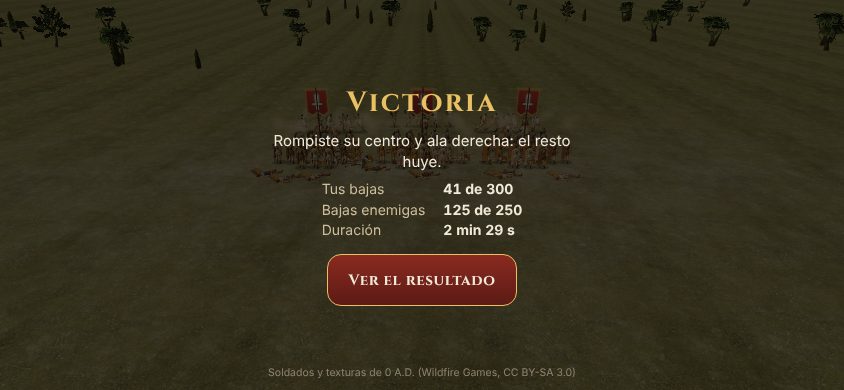 Victoria
Rompiste su centro y ala derecha: el resto
huye.
Tus bajas 41 de 300
Bajas enemigas 125 de 250
Duración 2 min 29 s
Ver el resultado
Soldados y texturas de 0 A.D. (Wildfire Games, CC BY-SA 3.0)